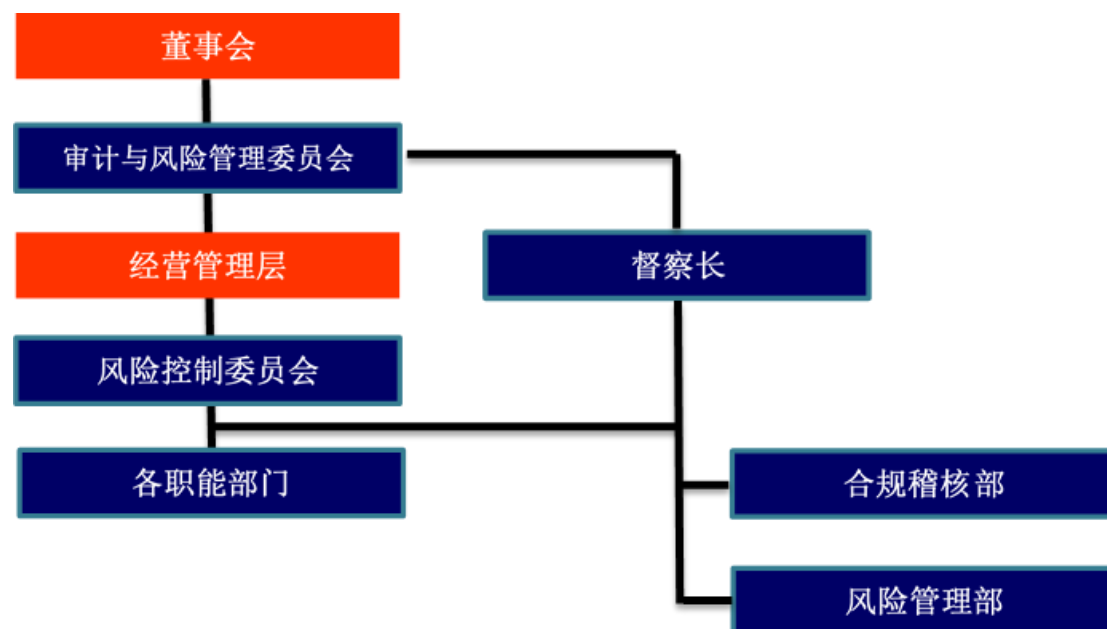 董事会
审计与风险管理委员会
经营管理层
督察长
风险控制委员会
各职能部门
合规稽核部
风险管理部